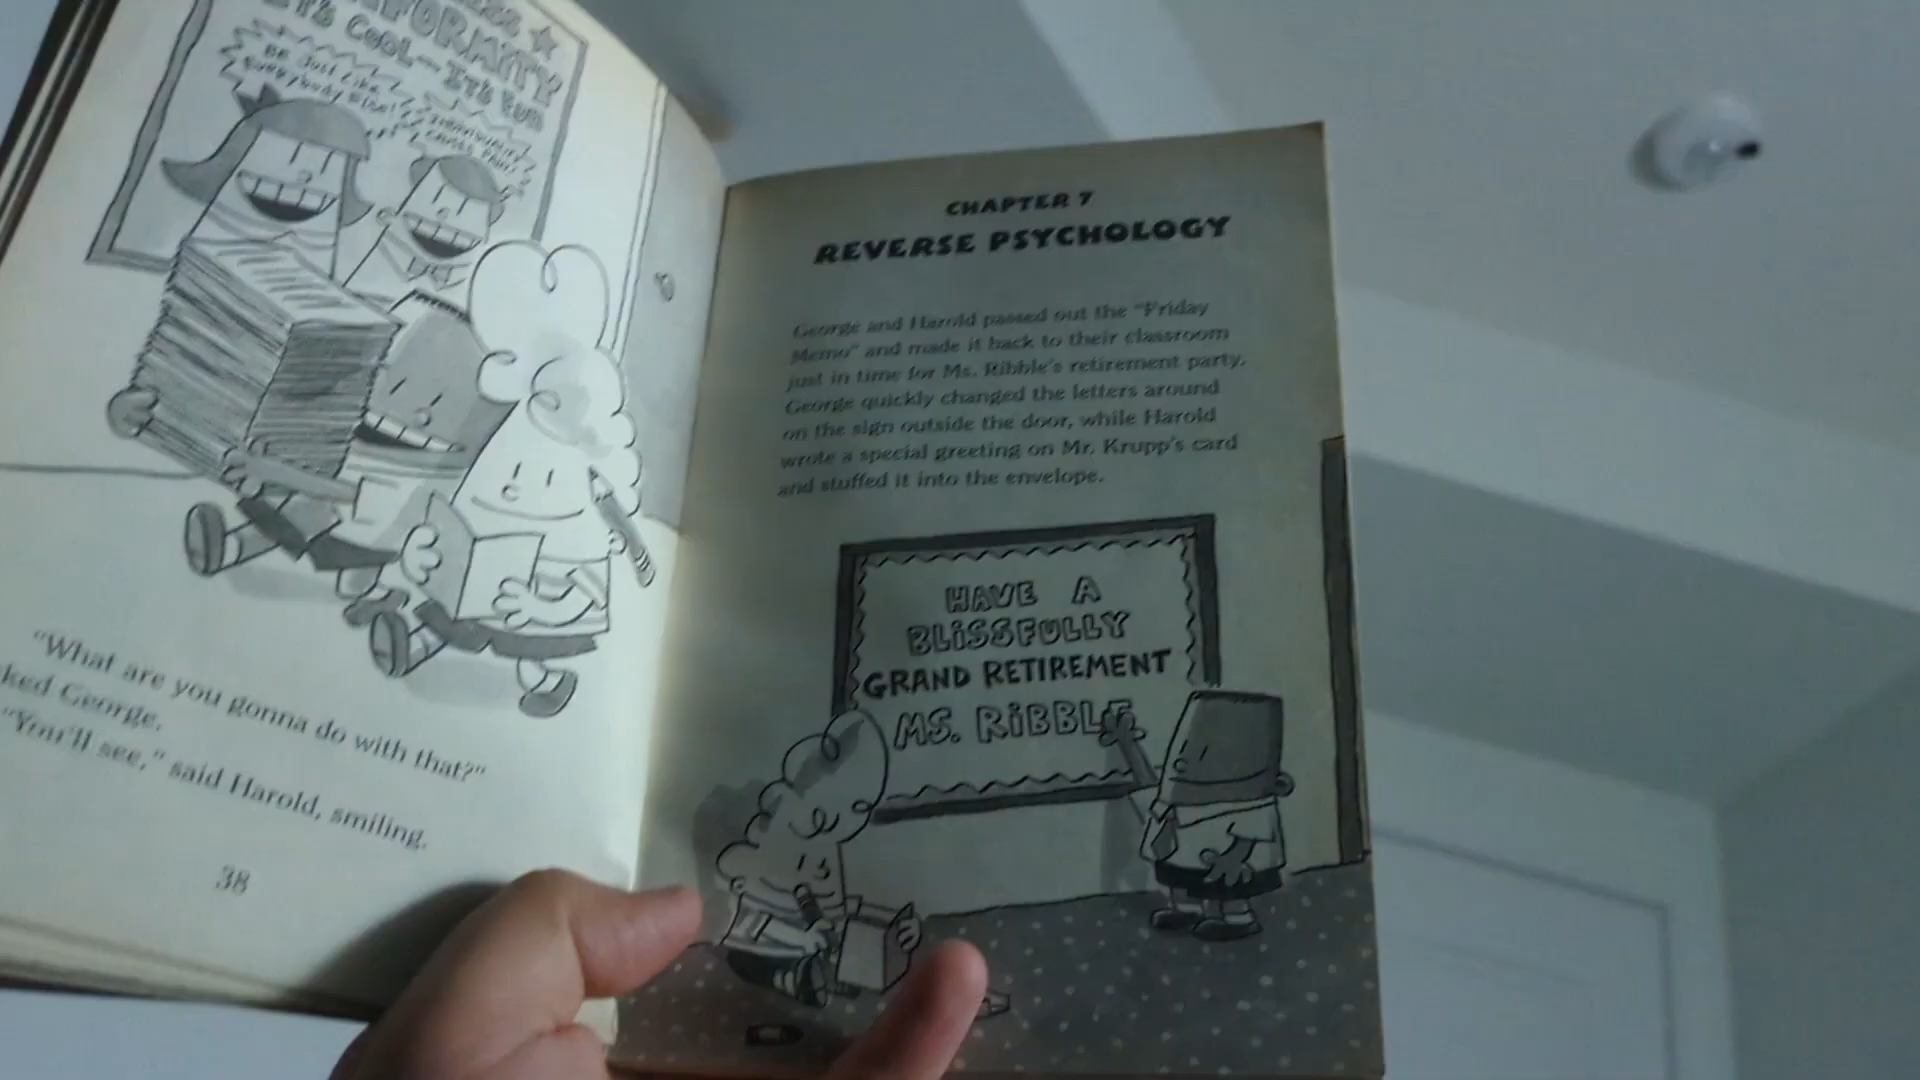 FORMITY
IT'S COOL—IT'S FUN
BE Just Like
Everybody Else!
"What are you gonna do with that?"
ked George.
"You'll see," said Harold, smiling.
38
CHAPTER 7
REVERSE PSYCHOLOGY
George and Harold passed out the "Friday
Memo" and made it back to their classroom
just in time for Ms. Ribble's retirement party.
George quickly changed the letters around
on the sign outside the door, while Harold
wrote a special greeting on Mr. Krupp's card
and stuffed it into the envelope.
HAVE A
BLiSSFULLY
GRAND RETIREMENT
MS. RiBBLE